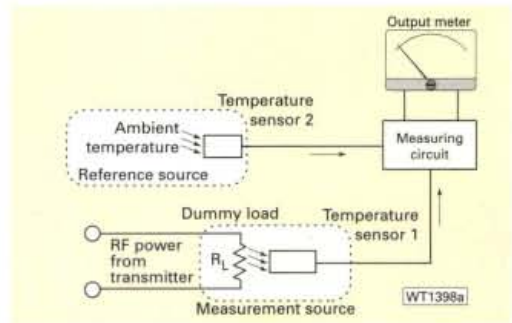 Output meter
Temperature
sensor 2
Ambient
temperature
Reference source
Measuring
circuit
Dummy load
Temperature
sensor 1
RF power
from
transmitter
RL
Measurement source
WT1398a